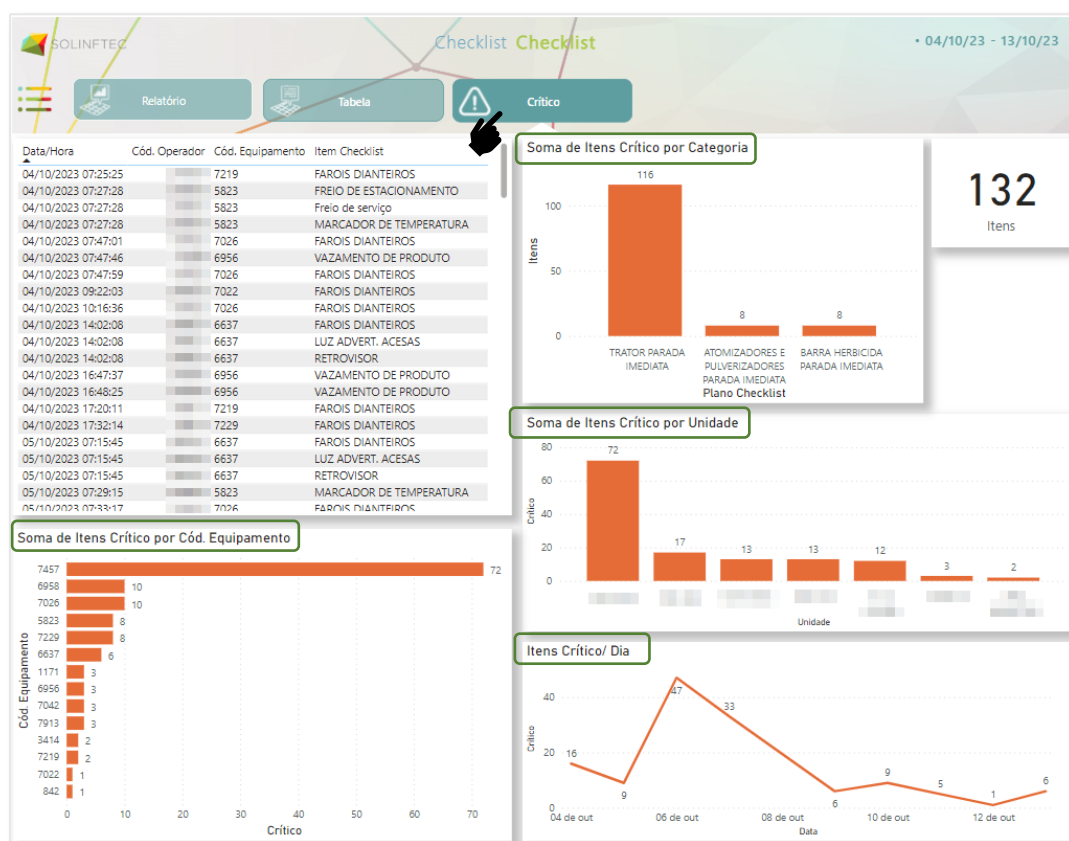 SOLINFTEC
Checklist Checklist
• 04/10/23 - 13/10/23
Relatório
Tabela
Crítico
Data/Hora Cód. Operador Cód. Equipamento Item Checklist
04/10/2023 07:25:25 7219 FAROIS DIANTEIROS
04/10/2023 07:27:28 5823 FREIO DE ESTACIONAMENTO
04/10/2023 07:27:28 5823 Freio de serviço
04/10/2023 07:27:28 5823 MARCADOR DE TEMPERATURA
04/10/2023 07:47:01 7026 FAROIS DIANTEIROS
04/10/2023 07:47:46 6956 VAZAMENTO DE PRODUTO
04/10/2023 07:47:59 7026 FAROIS DIANTEIROS
04/10/2023 09:22:03 7022 FAROIS DIANTEIROS
04/10/2023 10:16:36 7026 FAROIS DIANTEIROS
04/10/2023 14:02:08 6637 FAROIS DIANTEIROS
04/10/2023 14:02:08 6637 LUZ ADVERT. ACESAS
04/10/2023 14:02:08 6637 RETROVISOR
04/10/2023 16:47:37 6956 VAZAMENTO DE PRODUTO
04/10/2023 16:48:25 6956 VAZAMENTO DE PRODUTO
04/10/2023 17:20:11 7219 FAROIS DIANTEIROS
04/10/2023 17:32:14 7229 FAROIS DIANTEIROS
05/10/2023 07:15:45 6637 FAROIS DIANTEIROS
05/10/2023 07:15:45 6637 LUZ ADVERT. ACESAS
05/10/2023 07:15:45 6637 RETROVISOR
05/10/2023 07:29:15 5823 MARCADOR DE TEMPERATURA
05/10/2023 07:33:17 7026 FAROIS DIANTEIROS
Soma de Itens Crítico por Categoria
116
100
50
0
8
8
Itens
TRATOR PARADA
IMEDIATA
ATOMIZADORES E
PULVERIZADORES
PARADA IMEDIATA
BARRA HERBICIDA
PARADA IMEDIATA
Plano Checklist
132
Itens
Soma de Itens Crítico por Unidade
80
60
40
20
0
Crítico
72
17
13
13
12
3
2
Unidade
Soma de Itens Crítico por Cód. Equipamento
Cód. Equipamento
7457 72
6958 10
7026 10
5823 8
7229 8
6637 6
1171 3
6956 3
7042 3
7913 3
3414 2
7219 2
7022 1
842 1
0 10 20 30 40 50 60 70
Crítico
Itens Crítico/ Dia
40
20
0
Crítico
16
9
47
33
6
9
5
1
6
04 de out 06 de out 08 de out 10 de out 12 de out
Data